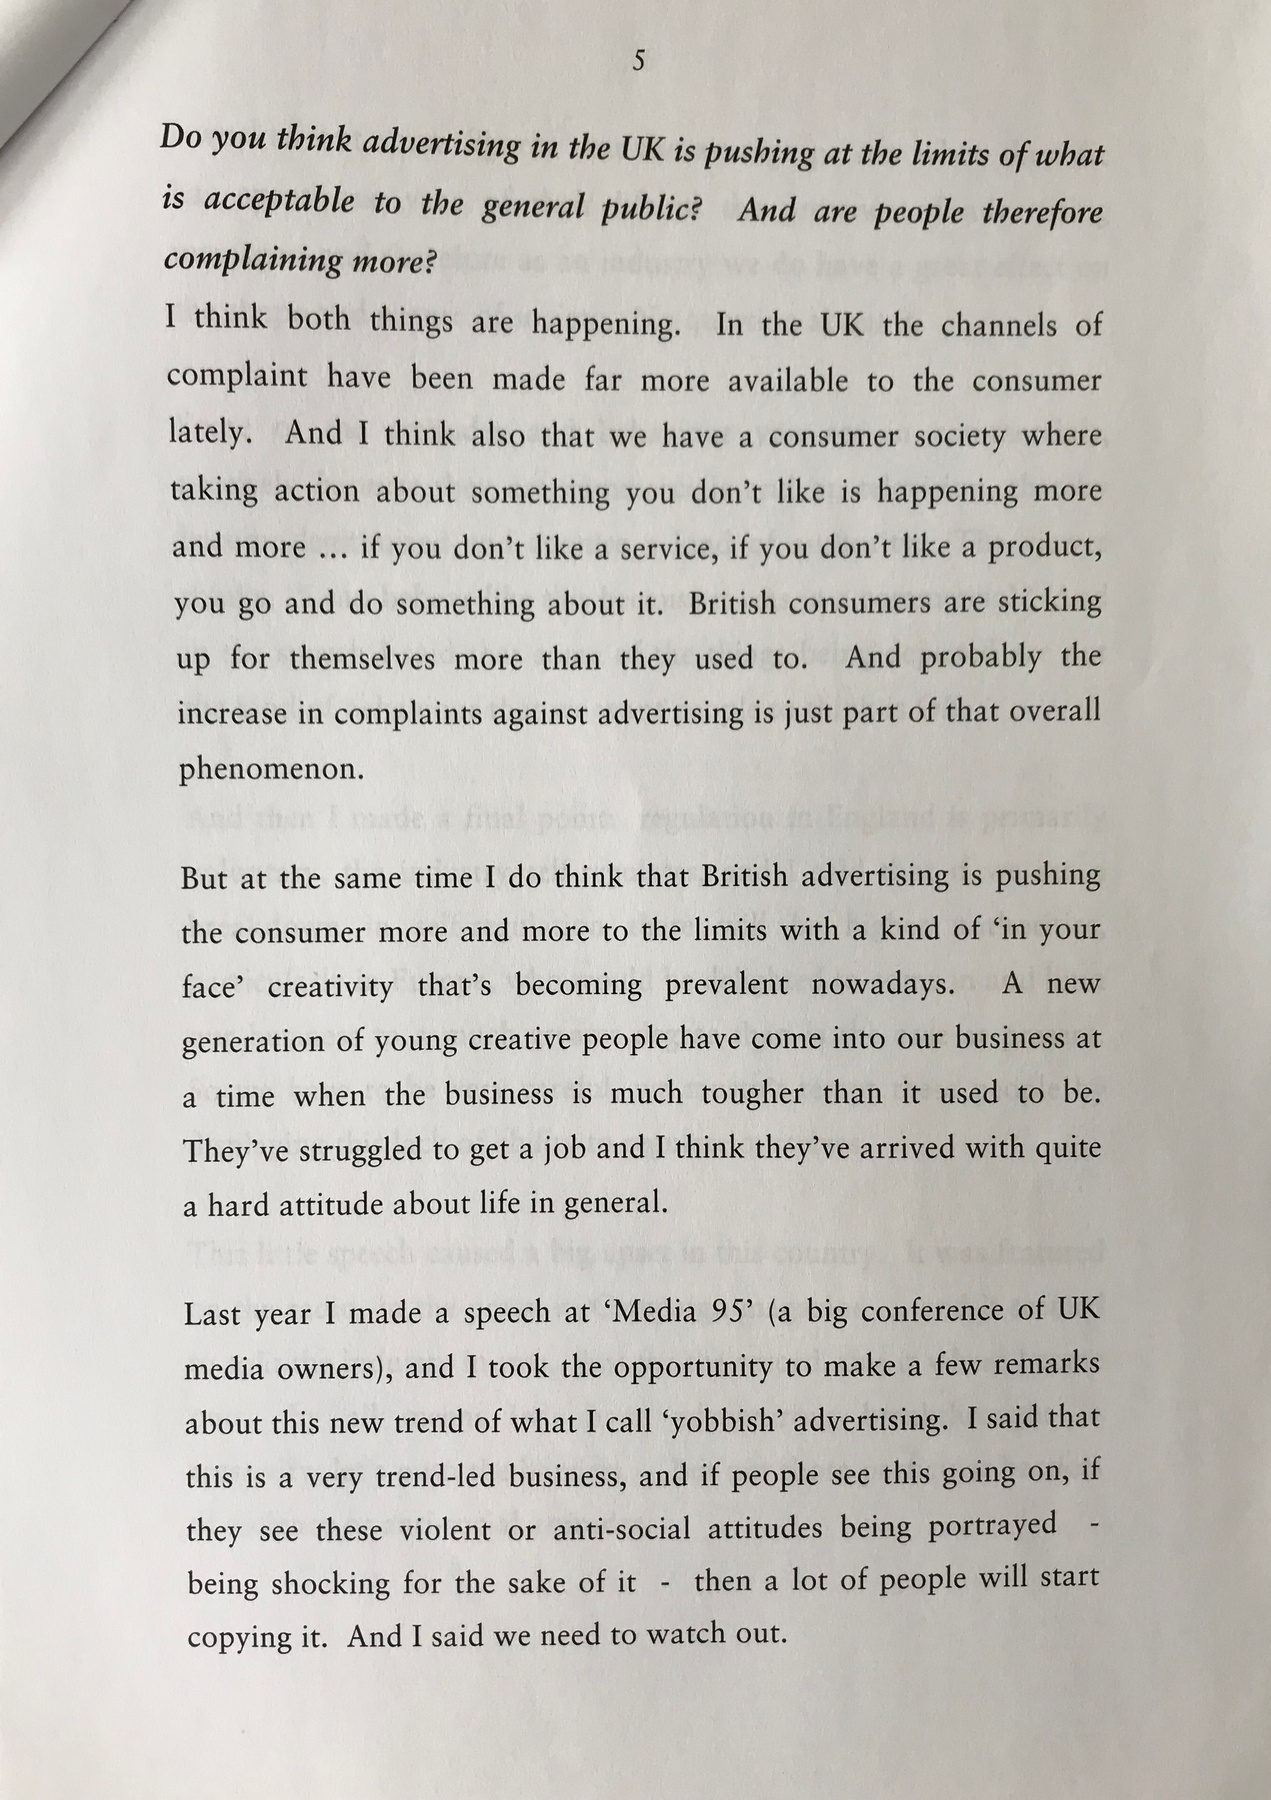 5
Do you think advertising in the UK is pushing at the limits of what
is acceptable to the general public? And are people therefore
complaining more?
I think both things are happening. In the UK the channels of
complaint have been made far more available to the consumer
lately. And I think also that we have a consumer society where
taking action about something you don't like is happening more
and more ... if you don't like a service, if you don't like a product,
you go and do something about it. British consumers are sticking
up for themselves more than they used to. And probably the
increase in complaints against advertising is just part of that overall
phenomenon.
But at the same time I do think that British advertising is pushing
the consumer more and more to the limits with a kind of ‘in your
face’ creativity that’s becoming prevalent nowadays. A new
generation of young creative people have come into our business at
a time when the business is much tougher than it used to be.
They’ve struggled to get a job and I think they’ve arrived with quite
a hard attitude about life in general.
Last year I made a speech at ‘Media 95’ (a big conference of UK
media owners), and I took the opportunity to make a few remarks
about this new trend of what I call ‘yobbish’ advertising. I said that
this is a very trend-led business, and if people see this going on, if
they see these violent or anti-social attitudes being portrayed -
being shocking for the sake of it - then a lot of people will start
copying it. And I said we need to watch out.